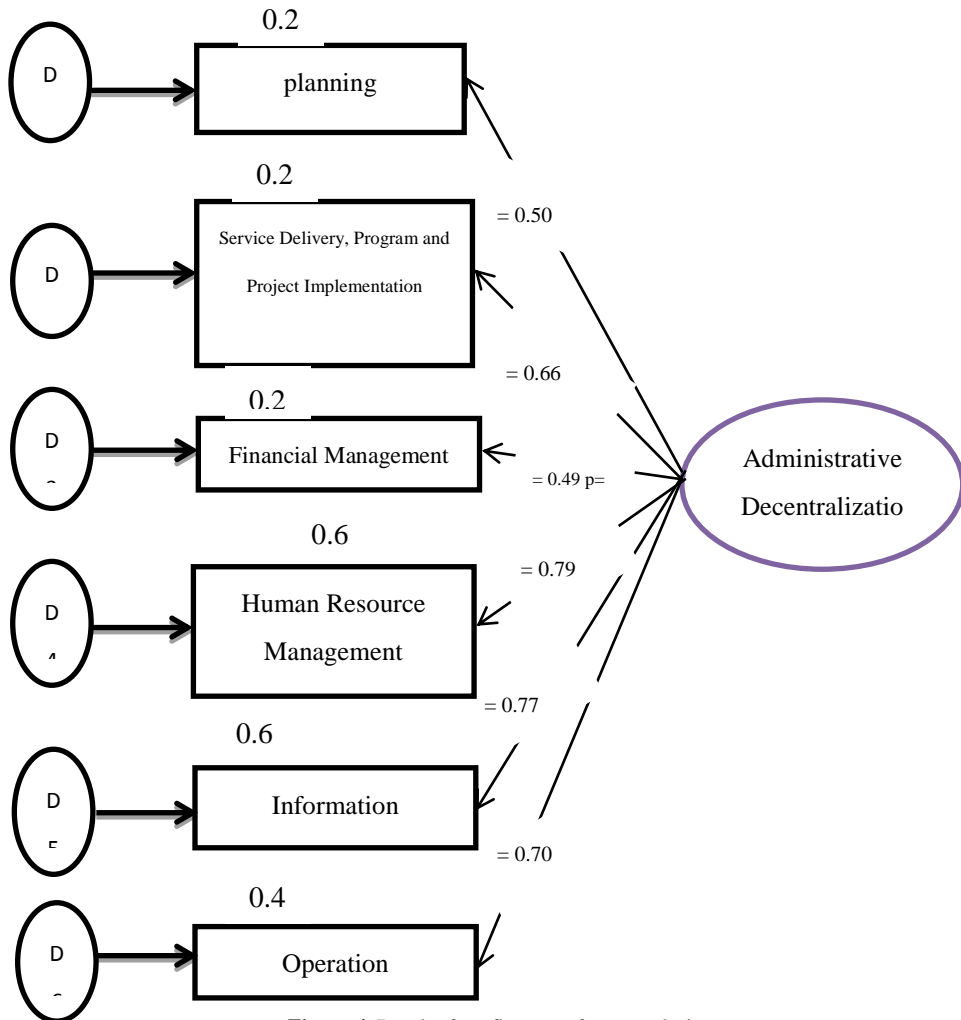 0.2
D
planning
0.2
= 0.50
D
Service Delivery, Program and
Project Implementation
= 0.66
0.2
D
Financial Management
= 0.49 p=
Administrative
Decentralizatio
0.6
= 0.79
D
Human Resource
Management
= 0.77
0.6
D
Information
= 0.70
0.4
D
Operation